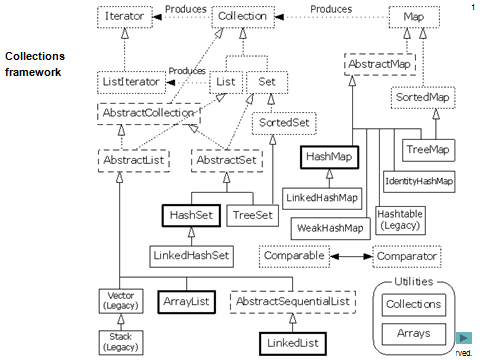 Iterator
Produces
Collection
Produces
Map
1
Collections
framework
AbstractMap
ListIterator
Produces
List
Set
SortedMap
AbstractCollection
SortedSet
AbstractList
AbstractSet
HashMap
TreeMap
IdentityHashMap
LinkedHashMap
HashSet
TreeSet
WeakHashMap
Hashtable
(Legacy)
LinkedHashSet
Comparable
Comparator
Utilities
Vector
(Legacy)
ArrayList
AbstractSequentialList
Collections
Stack
(Legacy)
LinkedList
Arrays
rved.